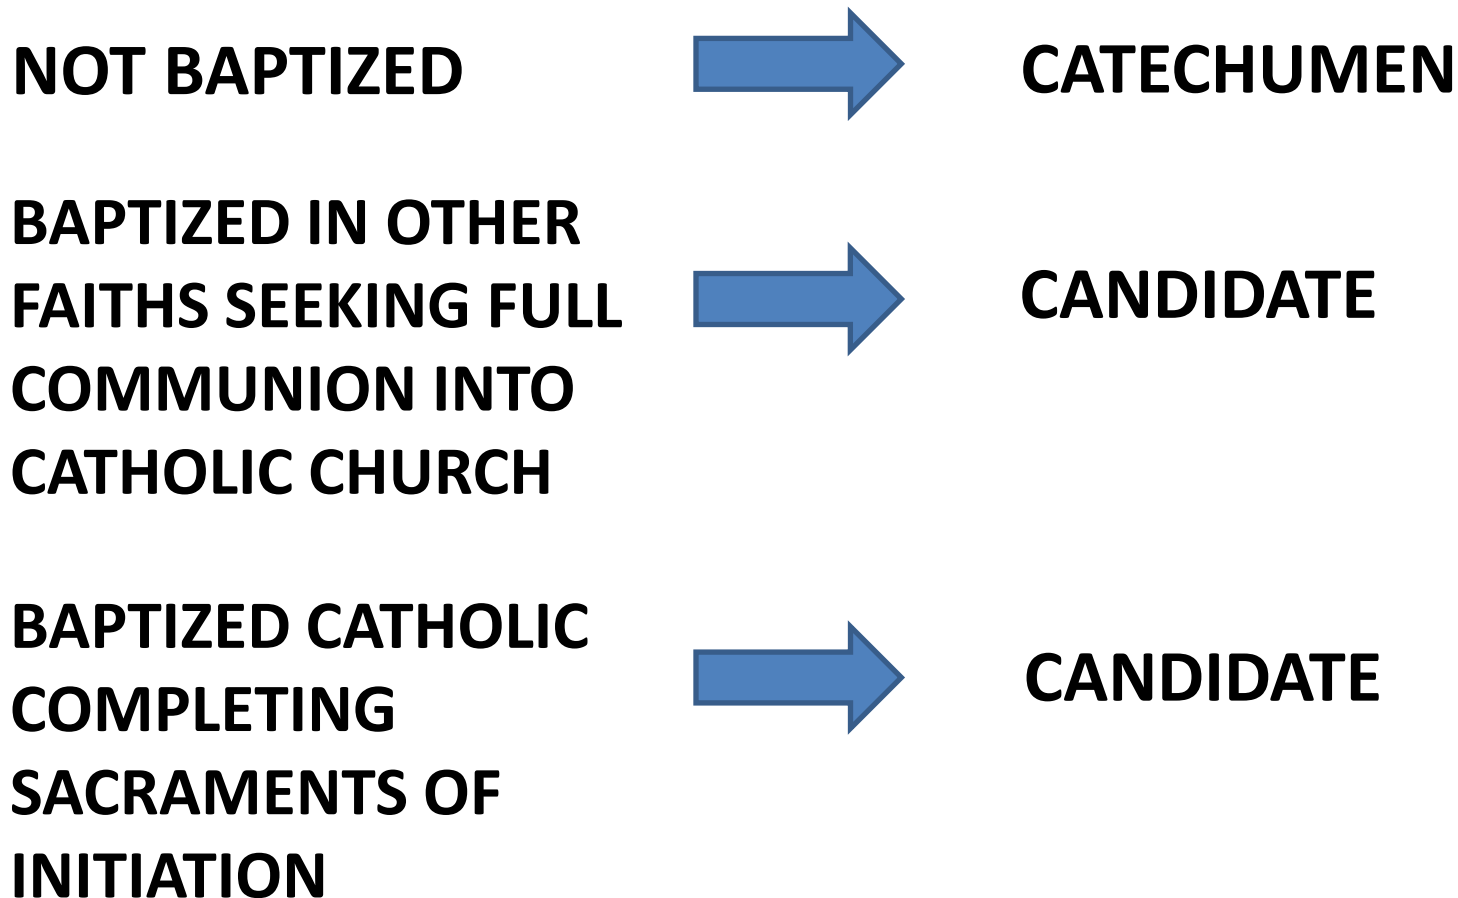 NOT BAPTIZED
CATECHUMEN
BAPTIZED IN OTHER
FAITHS SEEKING FULL
COMMUNION INTO
CATHOLIC CHURCH
CANDIDATE
BAPTIZED CATHOLIC
COMPLETING
SACRAMENTS OF
INITIATION
CANDIDATE